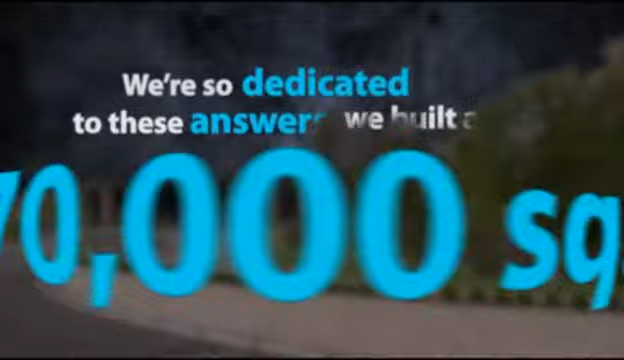 We're so dedicated
to these answers we built a
70,000 sq.